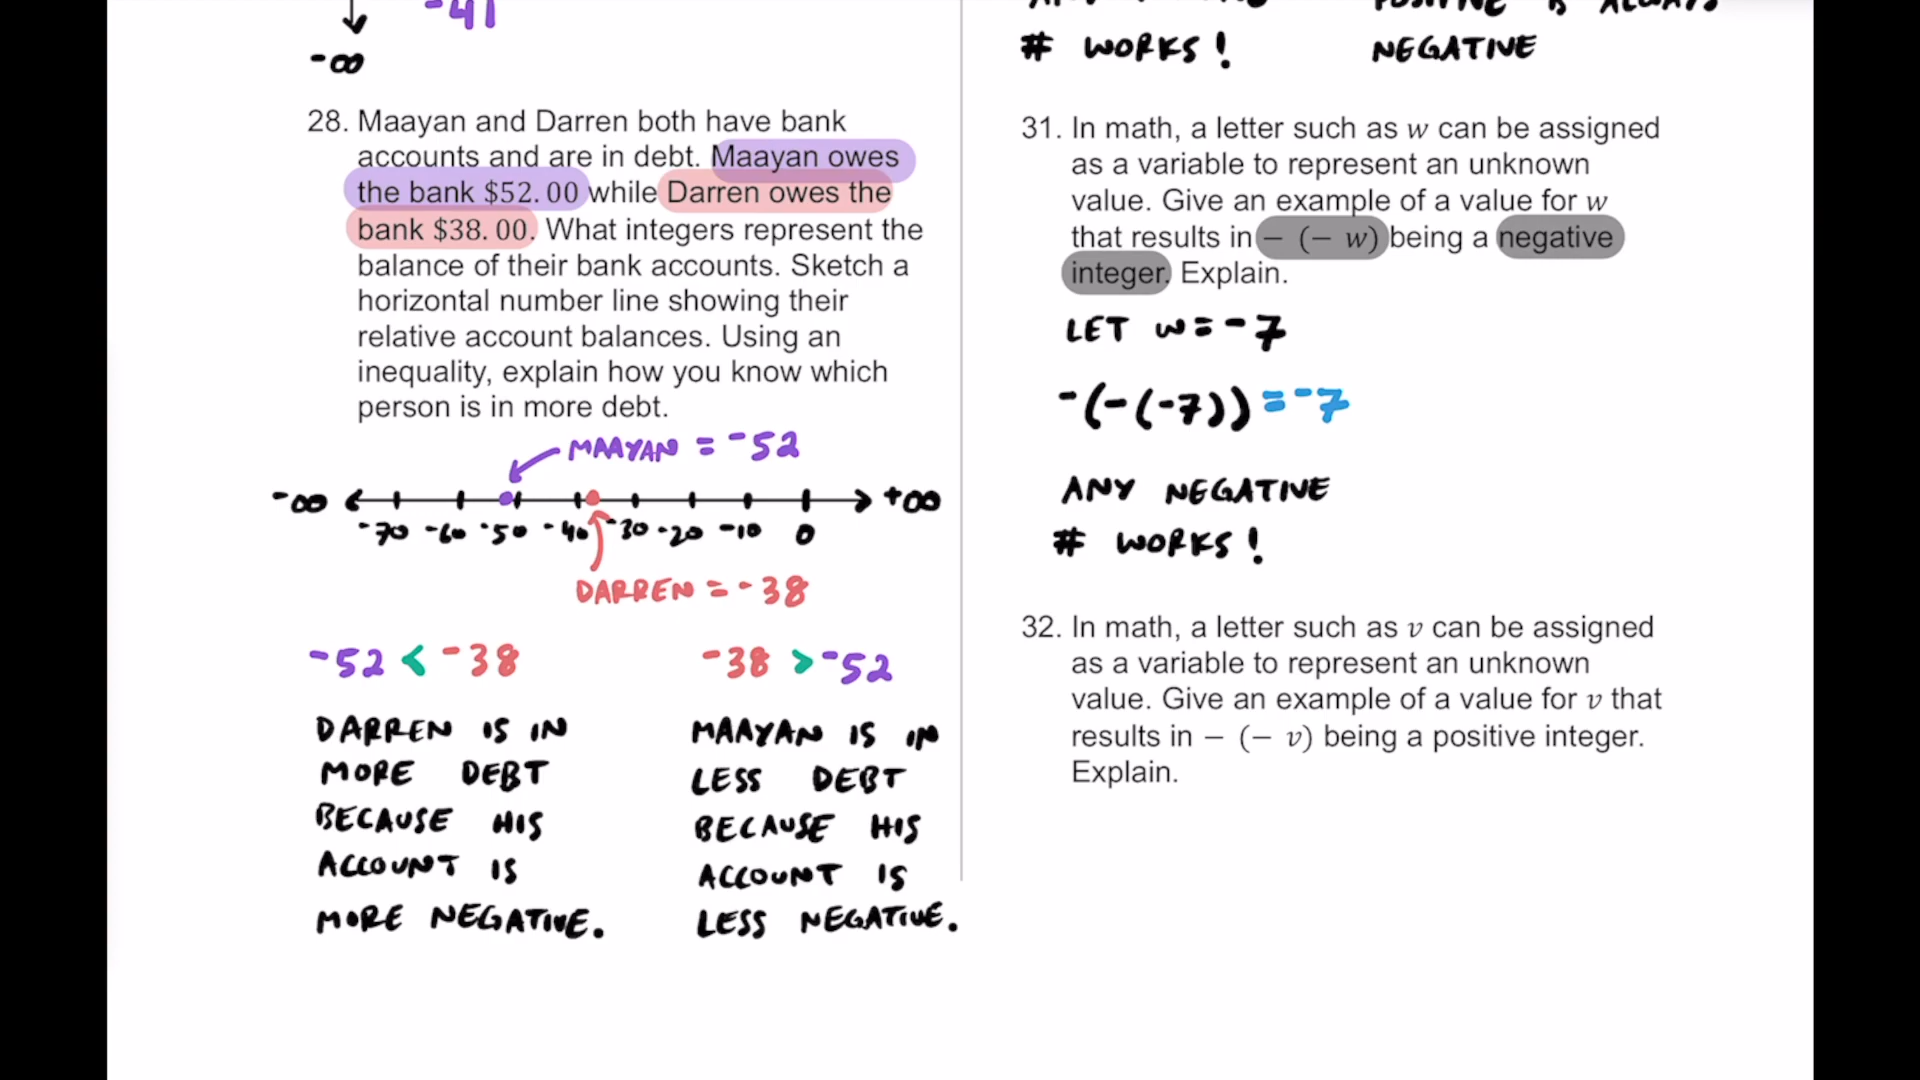 -41
-∞
28. Maayan and Darren both have bank
accounts and are in debt. Maayan owes
the bank $52.00 while Darren owes the
bank $38.00. What integers represent the
balance of their bank accounts. Sketch a
horizontal number line showing their
relative account balances. Using an
inequality, explain how you know which
person is in more debt.
MAAYAN = -52
-∞ +∞
-70 -60 -50 -40 -30 -20 -10 0
DARREN = -38
-52 < -38
DARREN IS IN
MORE DEBT
BECAUSE HIS
ACCOUNT IS
MORE NEGATIVE.
-38 > -52
MAAYAN IS IN
LESS DEBT
BECAUSE HIS
ACCOUNT IS
LESS NEGATIVE.
# WORKS!
POSITIVE IS ALWAYS
NEGATIVE
31. In math, a letter such as w can be assigned
as a variable to represent an unknown
value. Give an example of a value for w
that results in − (− w) being a negative
integer. Explain.
LET w = -7
-(-(-7)) = -7
ANY NEGATIVE
# WORKS!
32. In math, a letter such as v can be assigned
as a variable to represent an unknown
value. Give an example of a value for v that
results in − (− v) being a positive integer.
Explain.